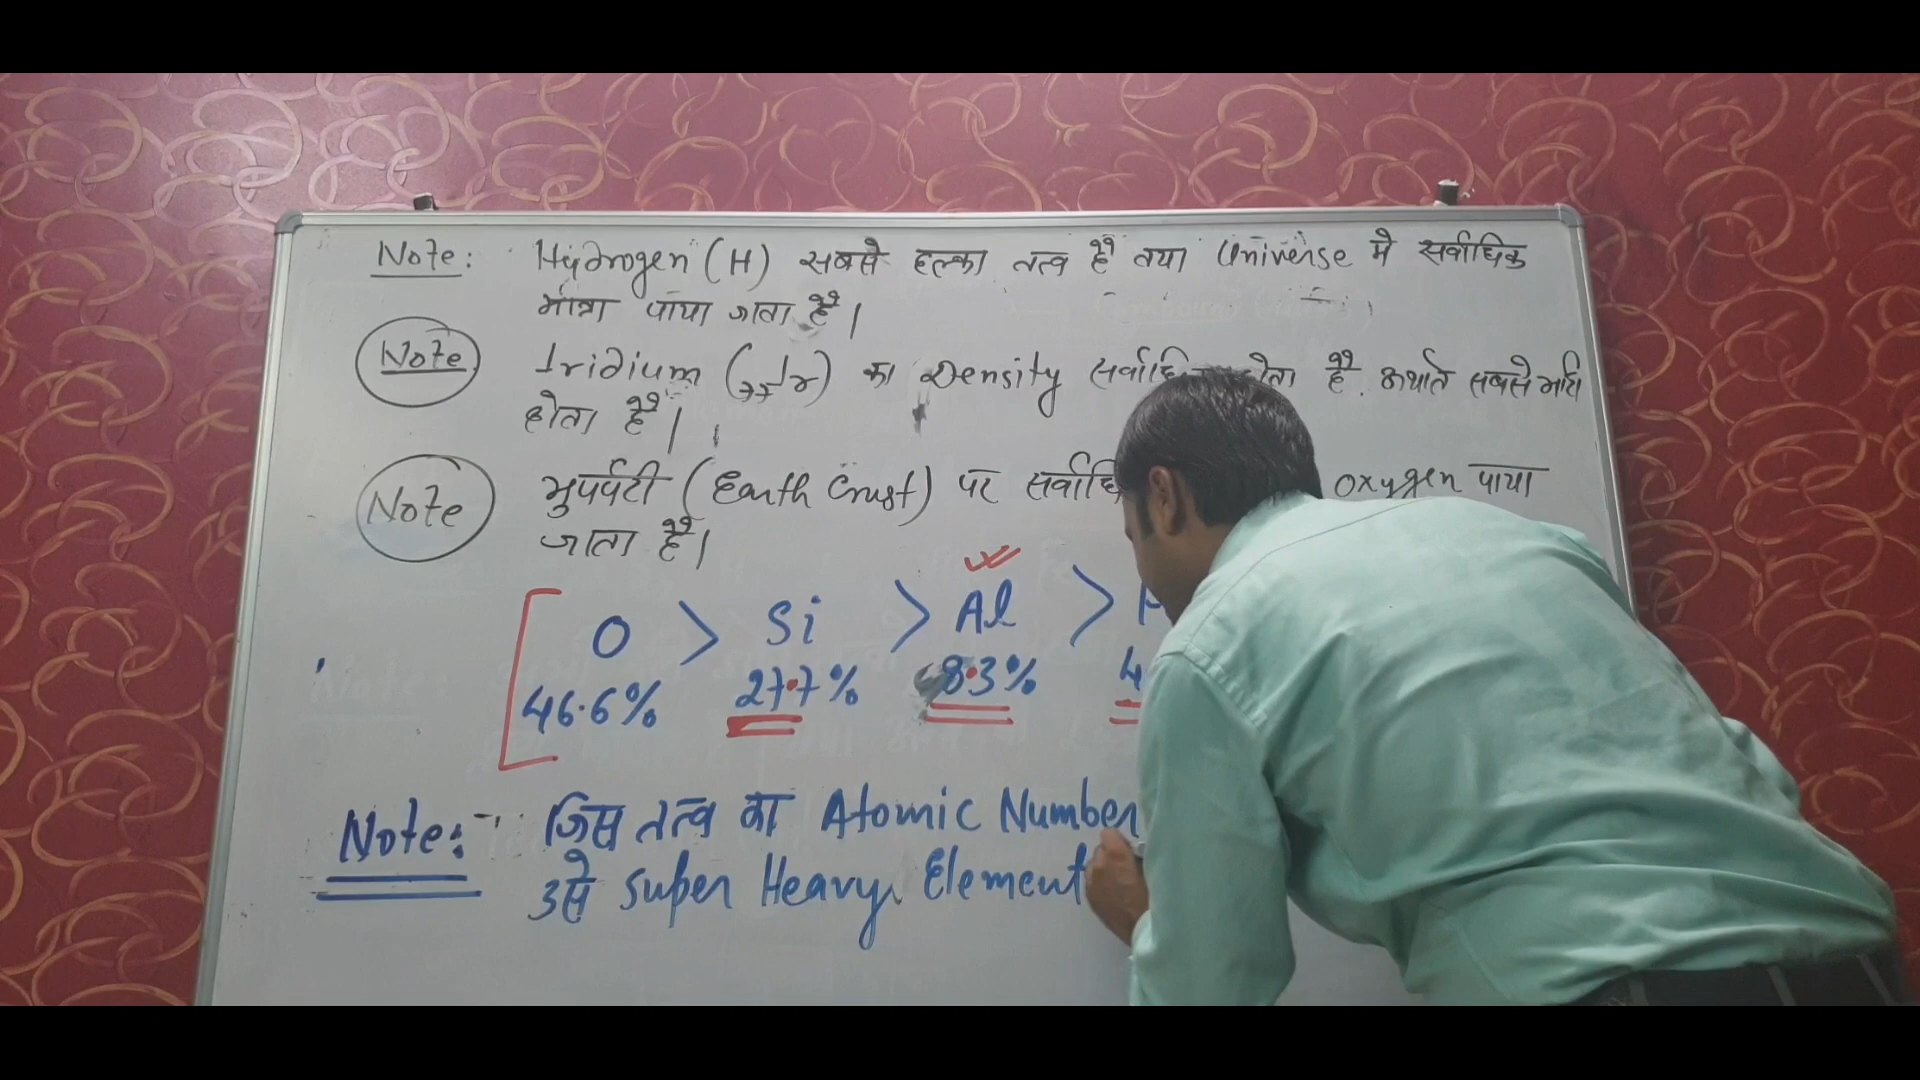 Note: Hydrogen (H) सबसे हल्का तत्व है तथा Universe मे सर्वाधिक
मात्रा पाया जाता है।
Note Iridium (₇₇Ir) का Density सर्वाधि होता है. अर्थात सबसे भारी
होता है।
Note भुपर्पटी (Earth Crust) पर सर्वाधि oxygen पाया
जाता है।
O > Si > Al >
46.6% 27.7% 8.3% 4
Note:- जिस तत्व का Atomic Number
उसे Super Heavy Element